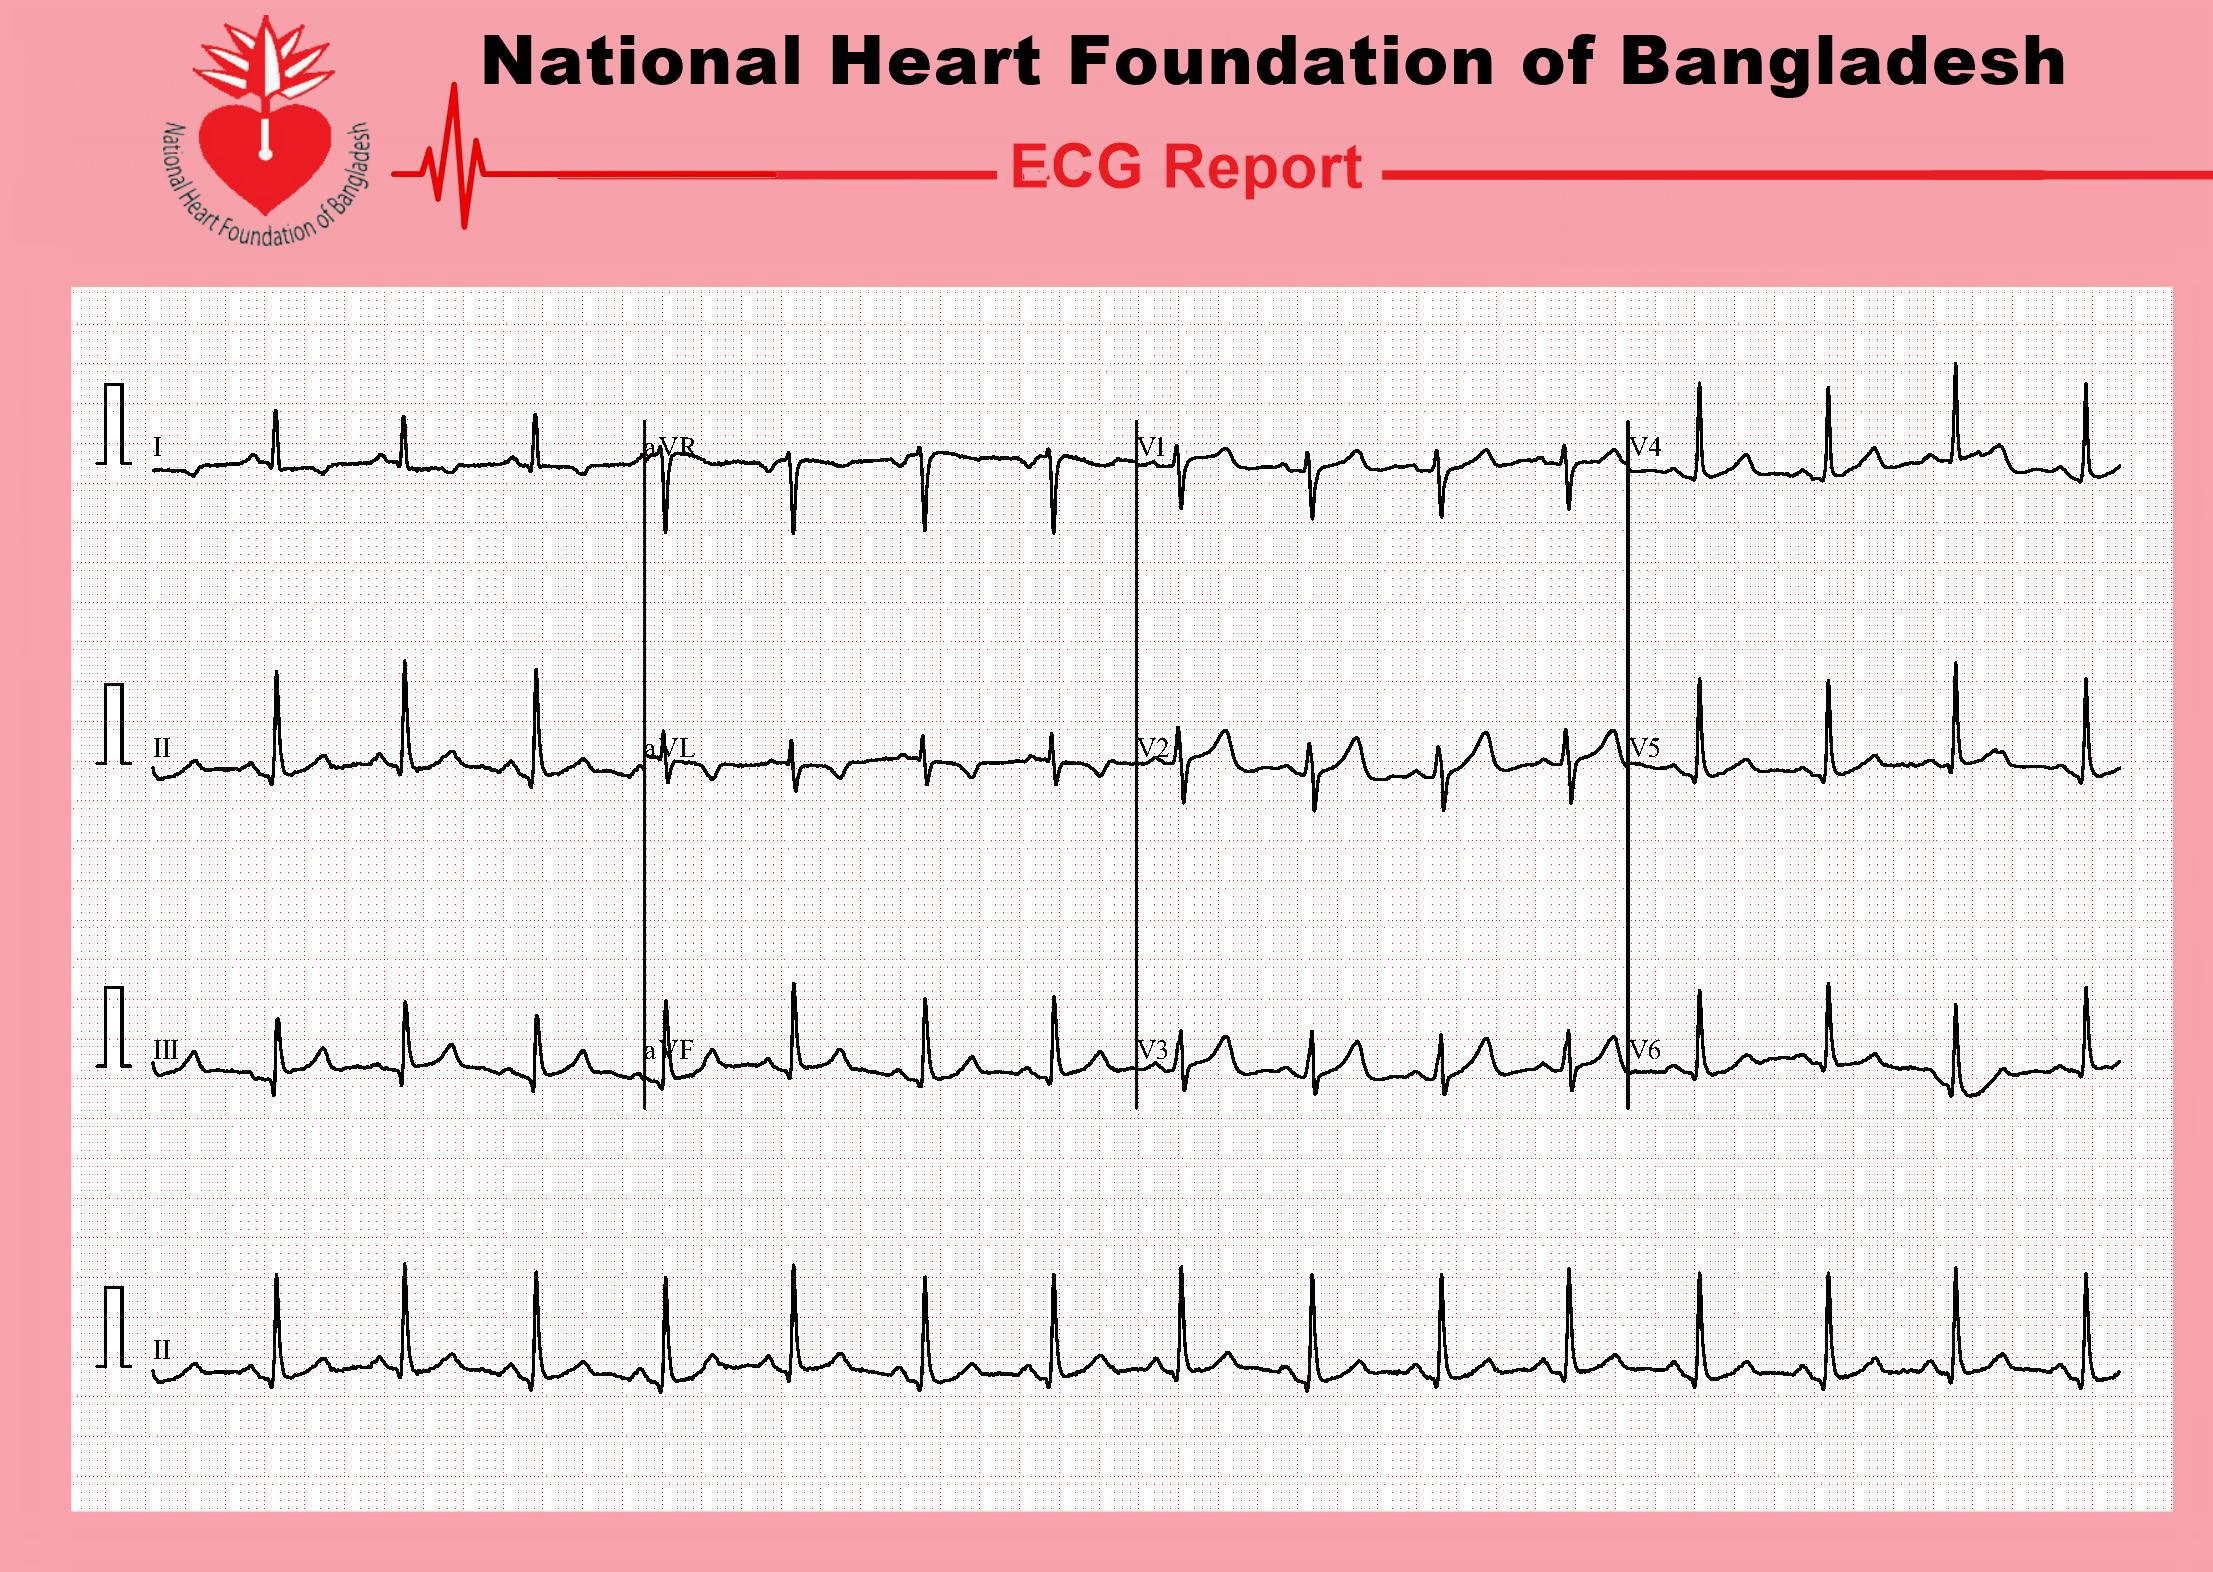 National Heart Foundation of Bangladesh
National Heart Foundation of Bangladesh
ECG Report
I aVR V1 V4
II aVL V2 V5
III aVF V3 V6
II